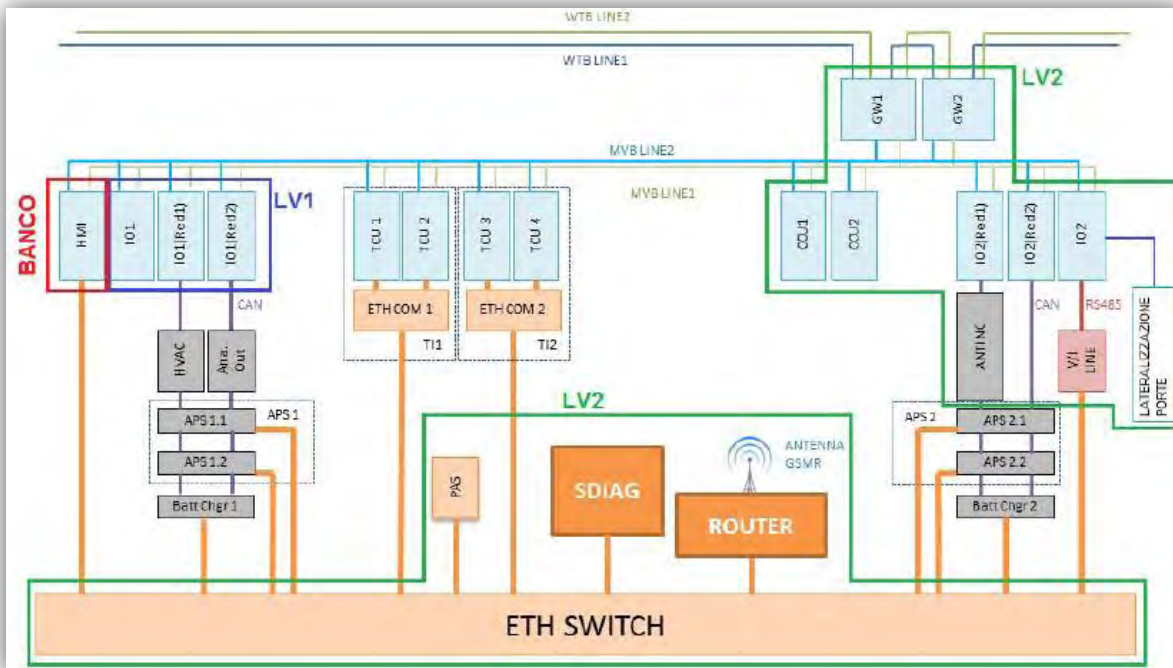 WTB LINE2
WTB LINE1
LV2
GW1
GW2
MVB LINE2
MVB LINE1
BANCO
HMI
IO1
IO1(Red1)
IO1(Red2)
LV1
TCU 1
TCU 2
TCU 3
TCU 4
CCU1
CCU2
IO2(Red1)
IO2(Red2)
IO2
CAN
CAN
RS485
ETH COM 1
ETH COM 2
TI1
TI2
HVAC
Ana. Out
ANTINC
V/I LINE
LATERALIZZAZIONE
PORTE
APS 1.1
APS 1
APS 1.2
Batt Chgr 1
LV2
APS 2
APS 2.1
APS 2.2
Batt Chgr 2
PAS
SDIAG
ANTENNA
GSMR
ROUTER
ETH SWITCH